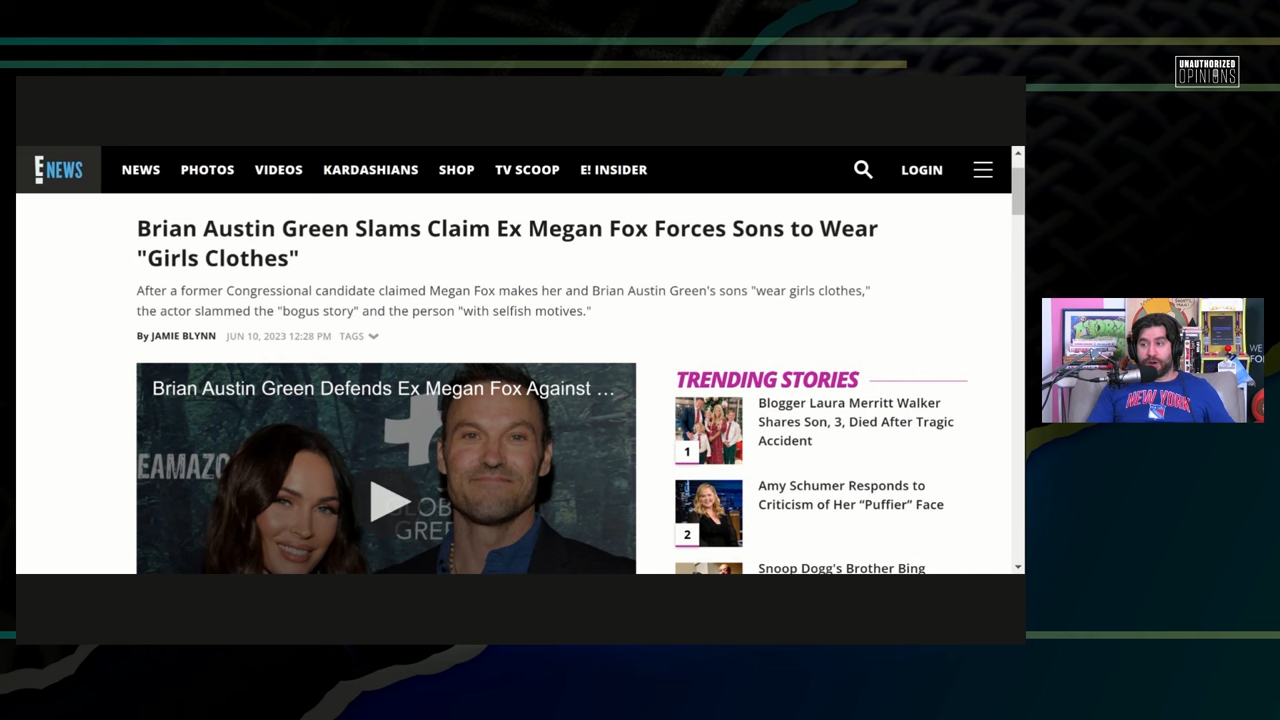 UNAUTHORIZED
OPINIONS
E! NEWS
NEWS PHOTOS VIDEOS KARDASHIANS SHOP TV SCOOP E! INSIDER LOGIN
Brian Austin Green Slams Claim Ex Megan Fox Forces Sons to Wear
"Girls Clothes"
After a former Congressional candidate claimed Megan Fox makes her and Brian Austin Green's sons "wear girls clothes,"
the actor slammed the "bogus story" and the person "with selfish motives."
By JAMIE BLYNN JUN 10, 2023 12:28 PM TAGS
Brian Austin Green Defends Ex Megan Fox Against ...
EAMAZO
GLOB
GREE
TRENDING STORIES
1
Blogger Laura Merritt Walker
Shares Son, 3, Died After Tragic
Accident
2
Amy Schumer Responds to
Criticism of Her “Puffier” Face
Snoop Dogg's Brother Bing
WE
NEW YORK